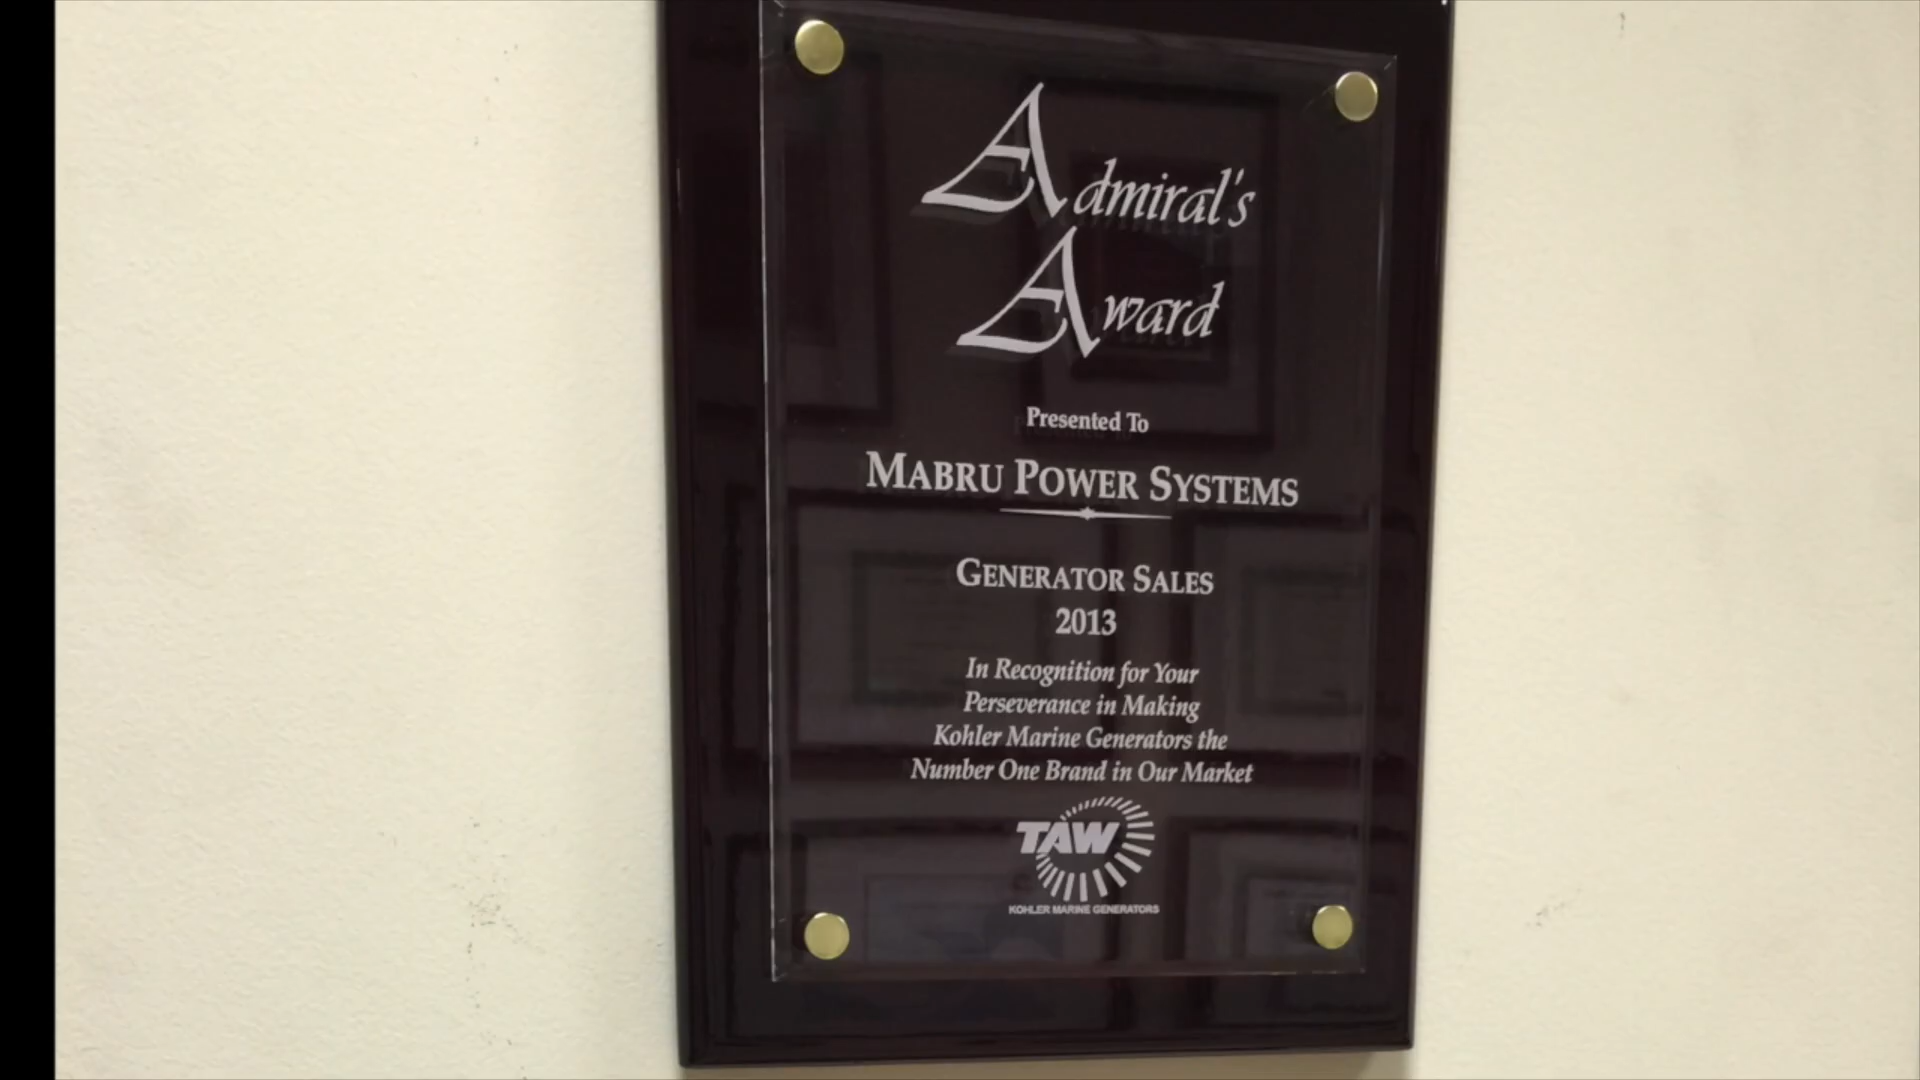 Admiral's
Award
Presented To
MABRU POWER SYSTEMS
GENERATOR SALES
2013
In Recognition for Your
Perseverance in Making
Kohler Marine Generators the
Number One Brand in Our Market
TAW
KOHLER MARINE GENERATORS